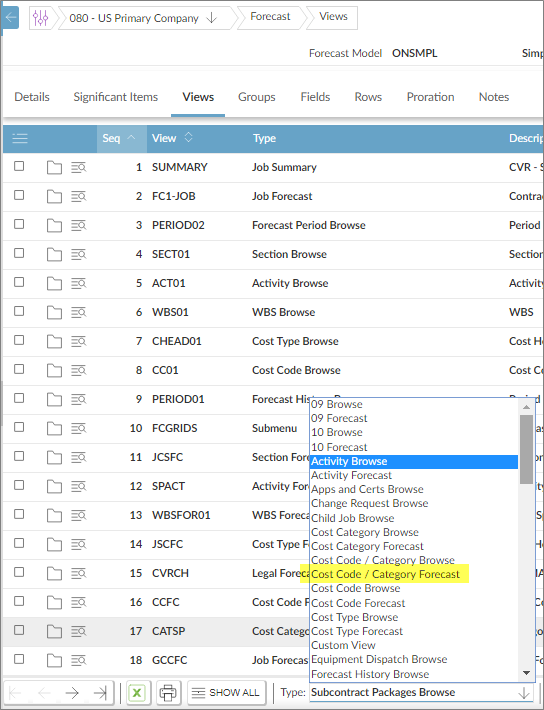 080 - US Primary Company Forecast Views
Forecast Model ONSMPL Simp
Details Significant Items Views Groups Fields Rows Proration Notes
Seq View Type Descrip
1 SUMMARY Job Summary CVR - S
2 FC1-JOB Job Forecast Contra
3 PERIOD02 Forecast Period Browse Period
4 SECT01 Section Browse Section
5 ACT01 Activity Browse Activity
6 WBS01 WBS Browse WBS
7 CHEAD01 Cost Type Browse Cost He
8 CC01 Cost Code Browse Cost Co
9 PERIOD01 Forecast Hist
10 FCGRIDS Submenu
11 JCSFC Section Fore
12 SPACT Activity Fore
13 WBSFOR01 WBS Foreca
14 JSCFC Cost Type Fo
15 CVRCH Legal Foreca
16 CCFC Cost Code F
17 CATSP Cost Catego
18 GCCFC Job Forecas
09 Browse
09 Forecast
10 Browse
10 Forecast
Activity Browse
Activity Forecast
Apps and Certs Browse
Change Request Browse
Child Job Browse
Cost Category Browse
Cost Category Forecast
Cost Code / Category Browse
Cost Code / Category Forecast
Cost Code Browse
Cost Code Forecast
Cost Type Browse
Cost Type Forecast
Custom View
Equipment Dispatch Browse
Forecast History Browse
SHOW ALL Type: Subcontract Packages Browse